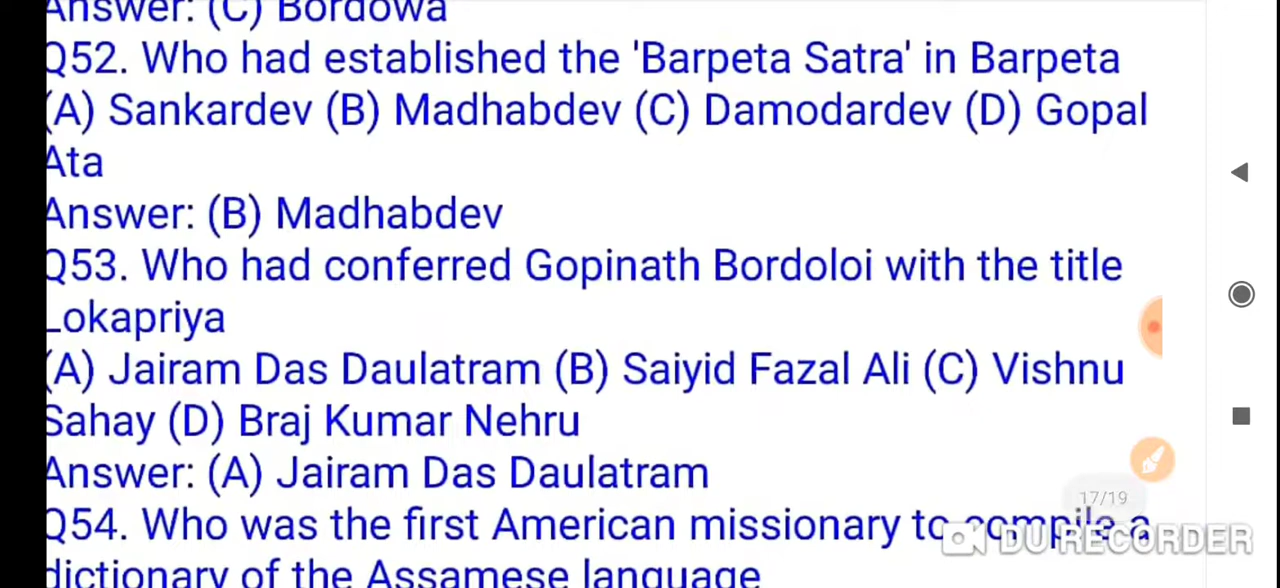 Answer: (C) Bordowa
Q52. Who had established the 'Barpeta Satra' in Barpeta
(A) Sankardev (B) Madhabdev (C) Damodardev (D) Gopal
Ata
Answer: (B) Madhabdev
Q53. Who had conferred Gopinath Bordoloi with the title
Lokapriya
(A) Jairam Das Daulatram (B) Saiyid Fazal Ali (C) Vishnu
Sahay (D) Braj Kumar Nehru
Answer: (A) Jairam Das Daulatram
17/19
Q54. Who was the first American missionary to compile a
DU RECORDER
dictionary of the Assamese language